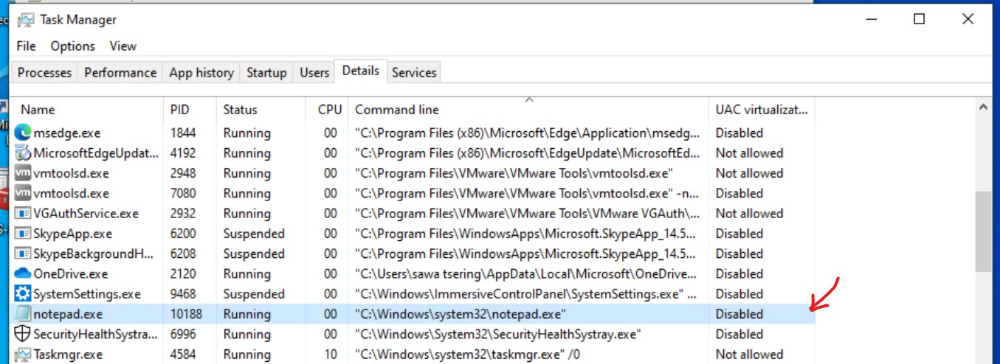 Task Manager
File Options View
Processes Performance App history Startup Users Details Services
Name PID Status CPU Command line UAC virtualizat...
msedge.exe 1844 Running 00 "C:\Program Files (x86)\Microsoft\Edge\Application\msedg... Disabled
MicrosoftEdgeUpdat... 4192 Running 00 "C:\Program Files (x86)\Microsoft\EdgeUpdate\MicrosoftEd... Not allowed
vm vmtoolsd.exe 2948 Running 00 "C:\Program Files\VMware\VMware Tools\vmtoolsd.exe" Not allowed
vm vmtoolsd.exe 7080 Running 00 "C:\Program Files\VMware\VMware Tools\vmtoolsd.exe" -n... Disabled
VGAuthService.exe 2932 Running 00 "C:\Program Files\VMware\VMware Tools\VMware VGAuth\... Not allowed
SkypeApp.exe 6200 Suspended 00 "C:\Program Files\WindowsApps\Microsoft.SkypeApp_14.5... Disabled
SkypeBackgroundH... 6208 Suspended 00 "C:\Program Files\WindowsApps\Microsoft.SkypeApp_14.5... Disabled
OneDrive.exe 2120 Running 00 "C:\Users\sawa tsering\AppData\Local\Microsoft\OneDrive... Disabled
SystemSettings.exe 9468 Suspended 00 "C:\Windows\ImmersiveControlPanel\SystemSettings.exe" ... Disabled
notepad.exe 10188 Running 00 "C:\Windows\system32\notepad.exe" Disabled
SecurityHealthSystra... 6996 Running 00 "C:\Windows\System32\SecurityHealthSystray.exe" Disabled
Taskmgr.exe 4584 Running 10 "C:\Windows\system32\taskmgr.exe" /0 Not allowed